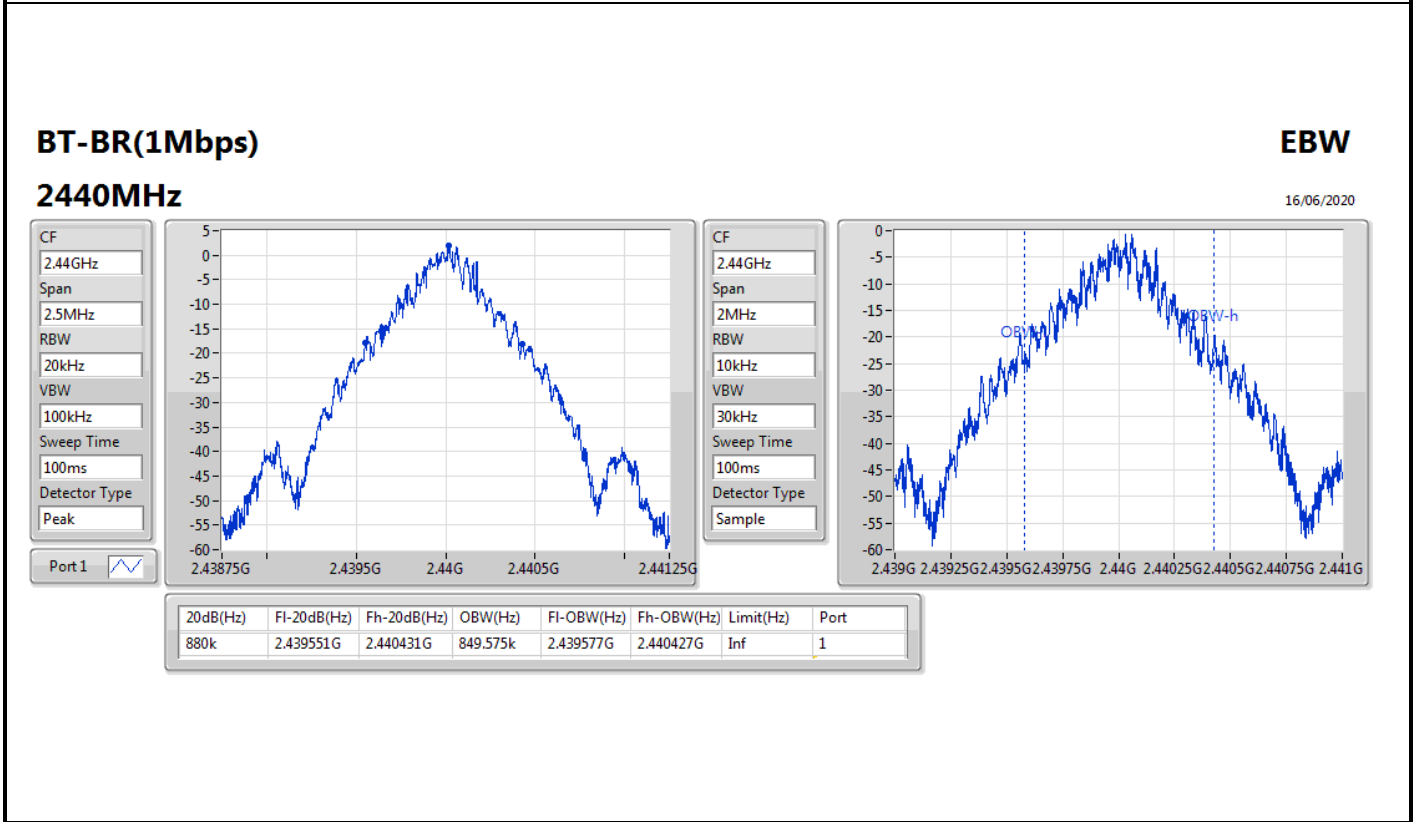 BT-BR(1Mbps)
EBW
2440MHz
16/06/2020
CF
2.44GHz
Span
2.5MHz
RBW
20kHz
VBW
100kHz
Sweep Time
100ms
Detector Type
Peak
Port 1
5
0
-5
-10
-15
-20
-25
-30
-35
-40
-45
-50
-55
-60
2.43875G 2.4395G 2.44G 2.4405G 2.44125G
CF
2.44GHz
Span
2MHz
RBW
10kHz
VBW
30kHz
Sweep Time
100ms
Detector Type
Sample
0
-5
-10
-15
-20
-25
-30
-35
-40
-45
-50
-55
-60
OBW-h
2.439G 2.43925G 2.4395G 2.43975G 2.44G 2.44025G 2.4405G 2.44075G 2.441G
20dB(Hz) Fl-20dB(Hz) Fh-20dB(Hz) OBW(Hz) Fl-OBW(Hz) Fh-OBW(Hz) Limit(Hz) Port
880k 2.439551G 2.440431G 849.575k 2.439577G 2.440427G Inf 1